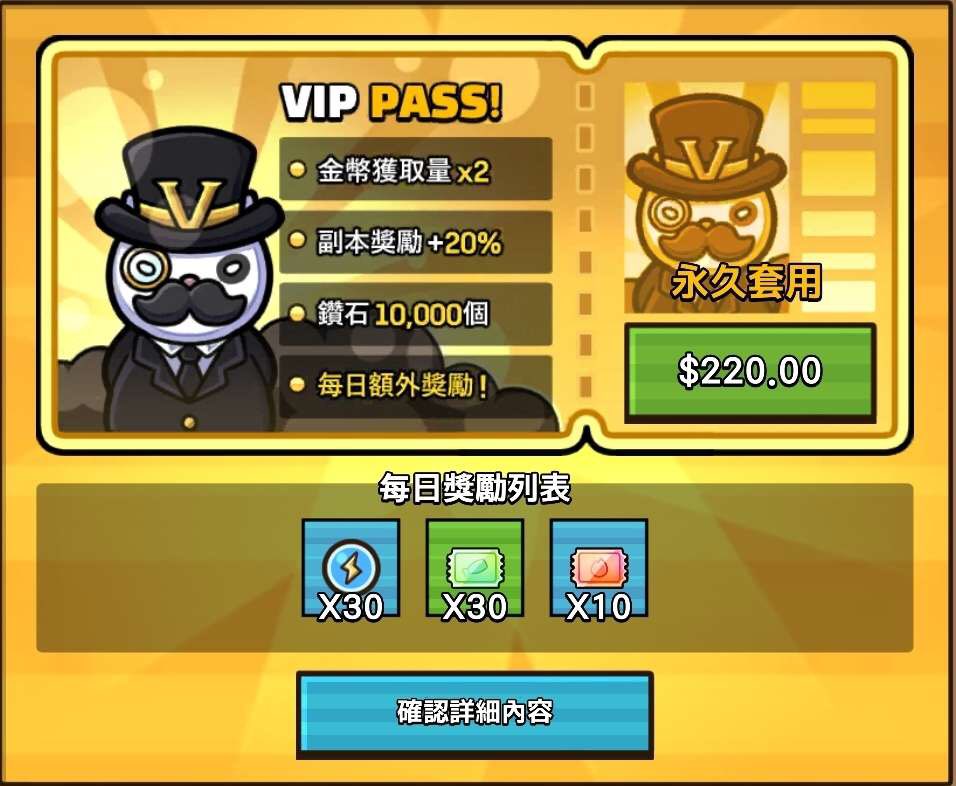 VIP PASS!
金幣獲取量 x2
副本獎勵 +20%
鑽石 10,000個
每日額外獎勵!
V
V
永久套用
$220.00
每日獎勵列表
X30
X30
X10
確認詳細內容